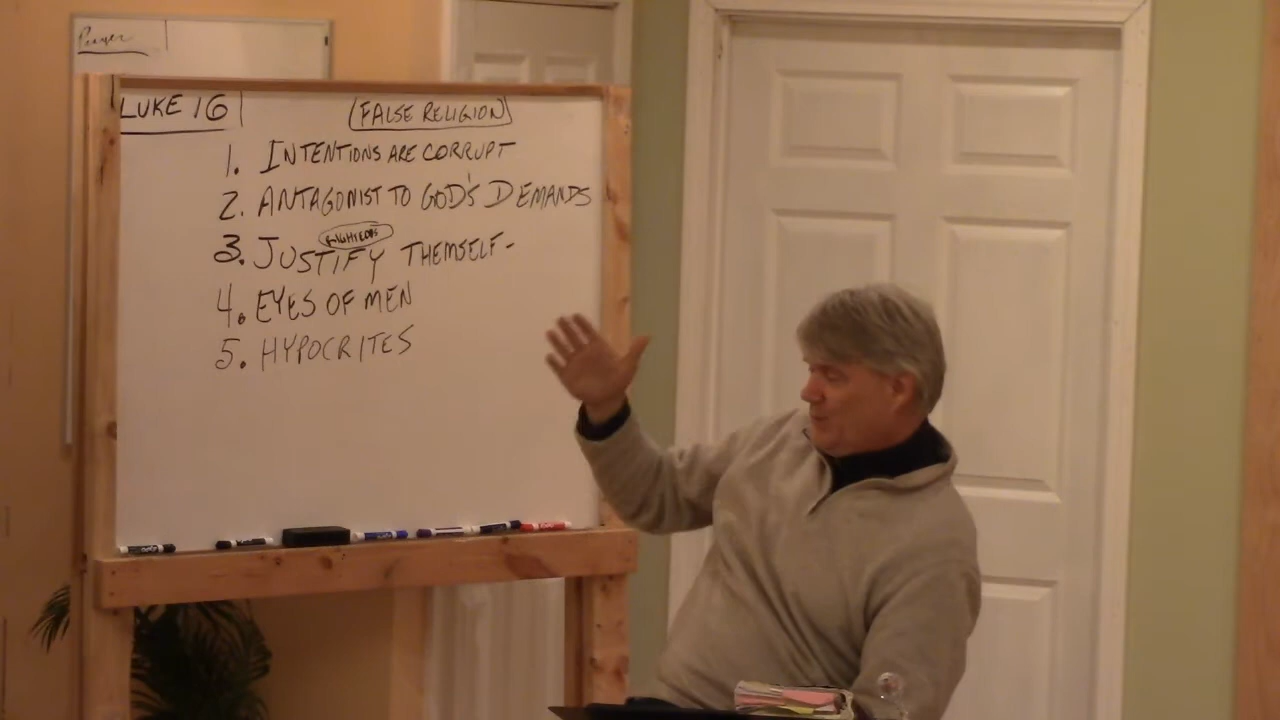 Prayer
LUKE 16
(FALSE RELIGION)
1. INTENTIONS ARE CORRUPT
2. ANTAGONIST TO GOD'S DEMANDS
RIGHTEOUS
3. JUSTIFY THEMSELF-
4. EYES OF MEN
5. HYPOCRITES